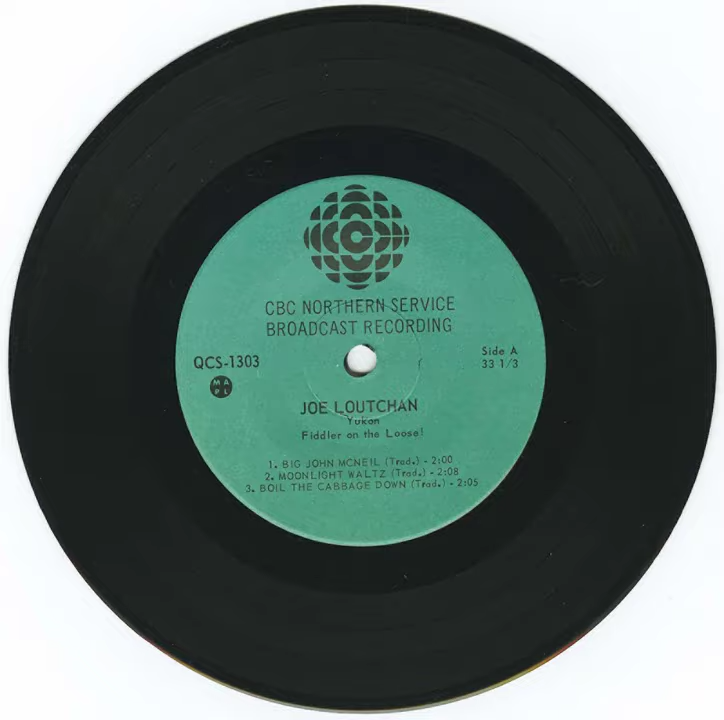 CBC NORTHERN SERVICE
BROADCAST RECORDING
QCS-1303
Side A
33 1/3
MA
PL
JOE LOUTCHAN
Yukon
Fiddler on the Loose!
1. BIG JOHN MCNEIL (Trad.) - 2:00
2. MOONLIGHT WALTZ (Trad.) - 2:08
3. BOIL THE CABBAGE DOWN (Trad.) - 2:05